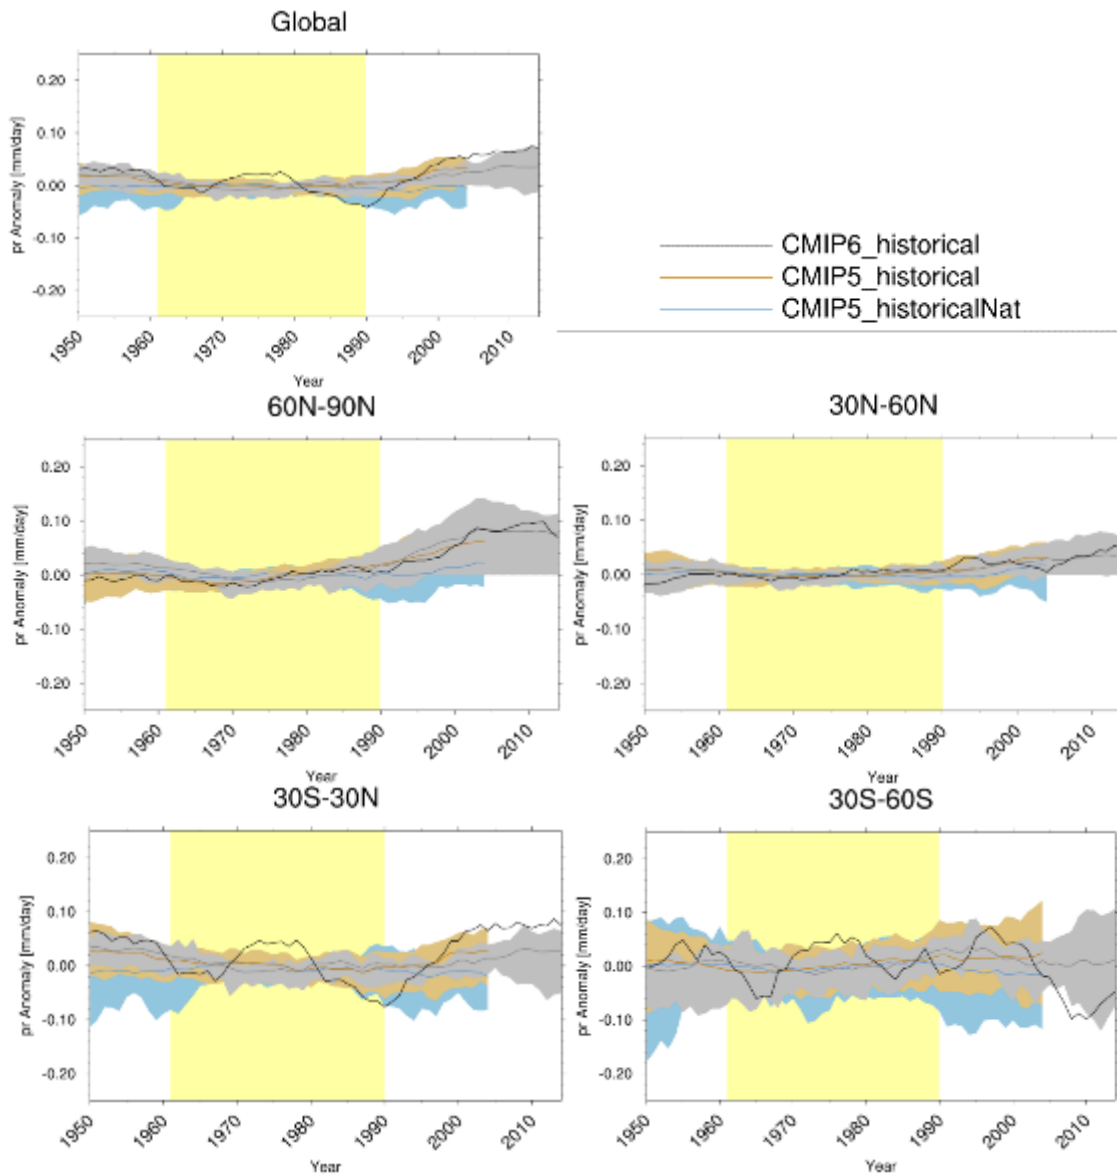 Global
0.20
0.10
0.00
-0.10
-0.20
pr Anomaly [mm/day]
1950 1960 1970 1980 1990 2000 2010
Year
CMIP6_historical
CMIP5_historical
CMIP5_historicalNat
60N-90N
0.20
0.10
0.00
-0.10
-0.20
pr Anomaly [mm/day]
1950 1960 1970 1980 1990 2000 2010
Year
30N-60N
0.20
0.10
0.00
-0.10
-0.20
pr Anomaly [mm/day]
1950 1960 1970 1980 1990 2000 2010
Year
30S-30N
0.20
0.10
0.00
-0.10
-0.20
pr Anomaly [mm/day]
1950 1960 1970 1980 1990 2000 2010
Year
30S-60S
0.20
0.10
0.00
-0.10
-0.20
pr Anomaly [mm/day]
1950 1960 1970 1980 1990 2000 2010
Year